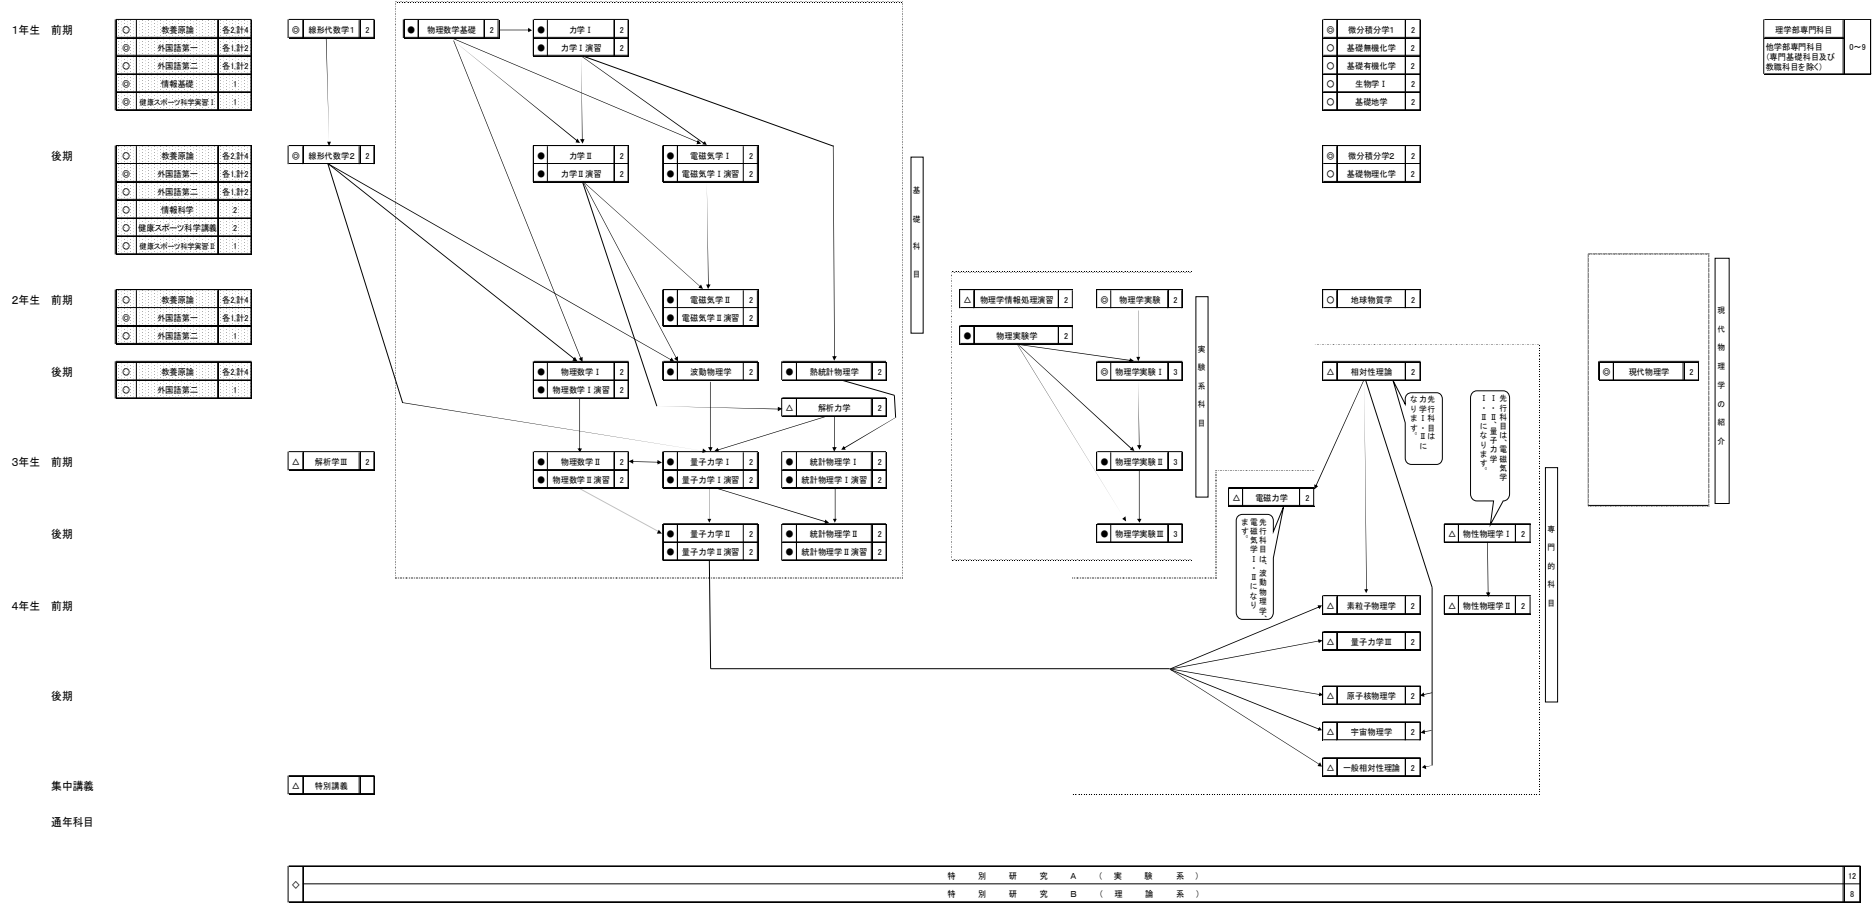 1年生 前期
○ 教養原論 各2,計4
◎ 外国語第一 各1,計2
○ 外国語第二 各1,計2
◎ 情報基礎 1
◎ 健康スポーツ科学実習Ⅰ 1
◎ 線形代数学1 2
● 物理数学基礎 2
● 力学Ⅰ 2
● 力学Ⅰ演習 2
◎ 微分積分学1 2
○ 基礎無機化学 2
○ 基礎有機化学 2
○ 生物学Ⅰ 2
○ 基礎地学 2
理学部専門科目
他学部専門科目
(専門基礎科目及び
教職科目を除く)
0～9
後期
○ 教養原論 各2,計4
◎ 外国語第一 各1,計2
○ 外国語第二 各1,計2
○ 情報科学 2
○ 健康スポーツ科学講義 2
○ 健康スポーツ科学実習Ⅱ 1
◎ 線形代数学2 2
● 力学Ⅱ 2
● 力学Ⅱ演習 2
● 電磁気学Ⅰ 2
● 電磁気学Ⅰ演習 2
基礎科目
◎ 微分積分学2 2
○ 基礎物理化学 2
2年生 前期
○ 教養原論 各2,計4
◎ 外国語第一 各1,計2
○ 外国語第二 1
● 電磁気学Ⅱ 2
● 電磁気学Ⅱ演習 2
△ 物理学情報処理演習 2
● 物理実験学 2
◎ 物理学実験 2
実験系科目
○ 地球物質学 2
現代物理学の紹介
後期
○ 教養原論 各2,計4
○ 外国語第二 1
● 物理数学Ⅰ 2
● 物理数学Ⅰ演習 2
● 波動物理学 2
● 熱統計物理学 2
△ 解析力学 2
◎ 物理学実験Ⅰ 3
△ 相対性理論 2
先行科目は
力学Ⅰ・Ⅱに
なります。
先行科目は、電磁気学
Ⅰ・Ⅱ、量子力学
Ⅰ・Ⅱになります。
◎ 現代物理学 2
3年生 前期
△ 解析学Ⅲ 2
● 物理数学Ⅱ 2
● 物理数学Ⅱ演習 2
● 量子力学Ⅰ 2
● 量子力学Ⅰ演習 2
● 統計物理学Ⅰ 2
● 統計物理学Ⅰ演習 2
● 物理学実験Ⅱ 3
△ 電磁力学 2
先行科目は、波動物理学、
電磁気学Ⅰ・Ⅱになり
ます。
専門的科目
後期
● 量子力学Ⅱ 2
● 量子力学Ⅱ演習 2
● 統計物理学Ⅱ 2
● 統計物理学Ⅱ演習 2
● 物理学実験Ⅲ 3
△ 物性物理学Ⅰ 2
4年生 前期
△ 素粒子物理学 2
△ 物性物理学Ⅱ 2
△ 量子力学Ⅲ 2
後期
△ 原子核物理学 2
△ 宇宙物理学 2
△ 一般相対性理論 2
集中講義
△ 特別講義
通年科目
◇
特別研究A(実験系) 12
特別研究B(理論系) 8